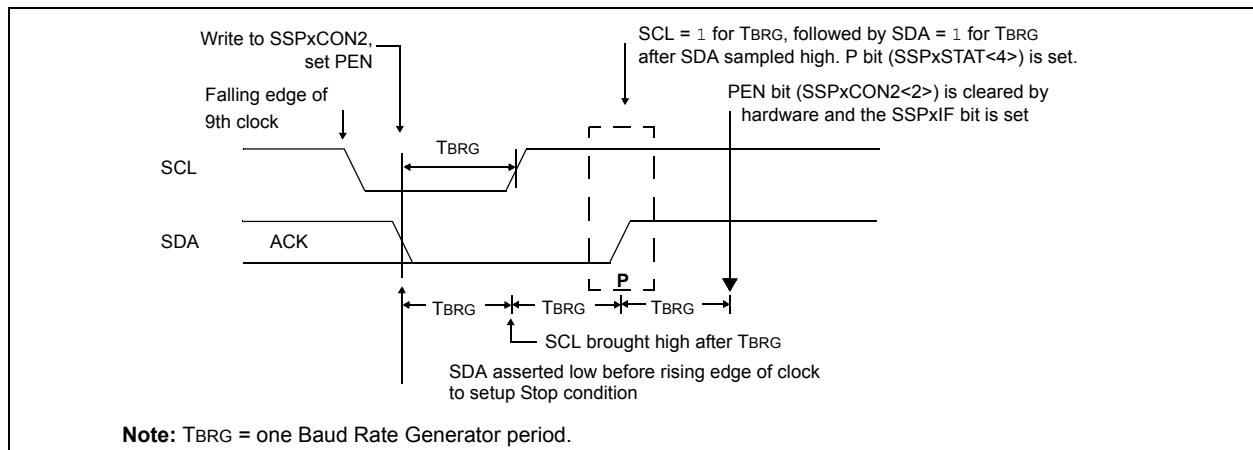 Write to SSPxCON2,
set PEN
SCL = 1 for TBRG, followed by SDA = 1 for TBRG
after SDA sampled high. P bit (SSPxSTAT<4>) is set.
PEN bit (SSPxCON2<2>) is cleared by
hardware and the SSPxIF bit is set
Falling edge of
9th clock
TBRG
SCL
SDA
ACK
P
TBRG
TBRG
TBRG
SCL brought high after TBRG
SDA asserted low before rising edge of clock
to setup Stop condition
Note: TBRG = one Baud Rate Generator period.